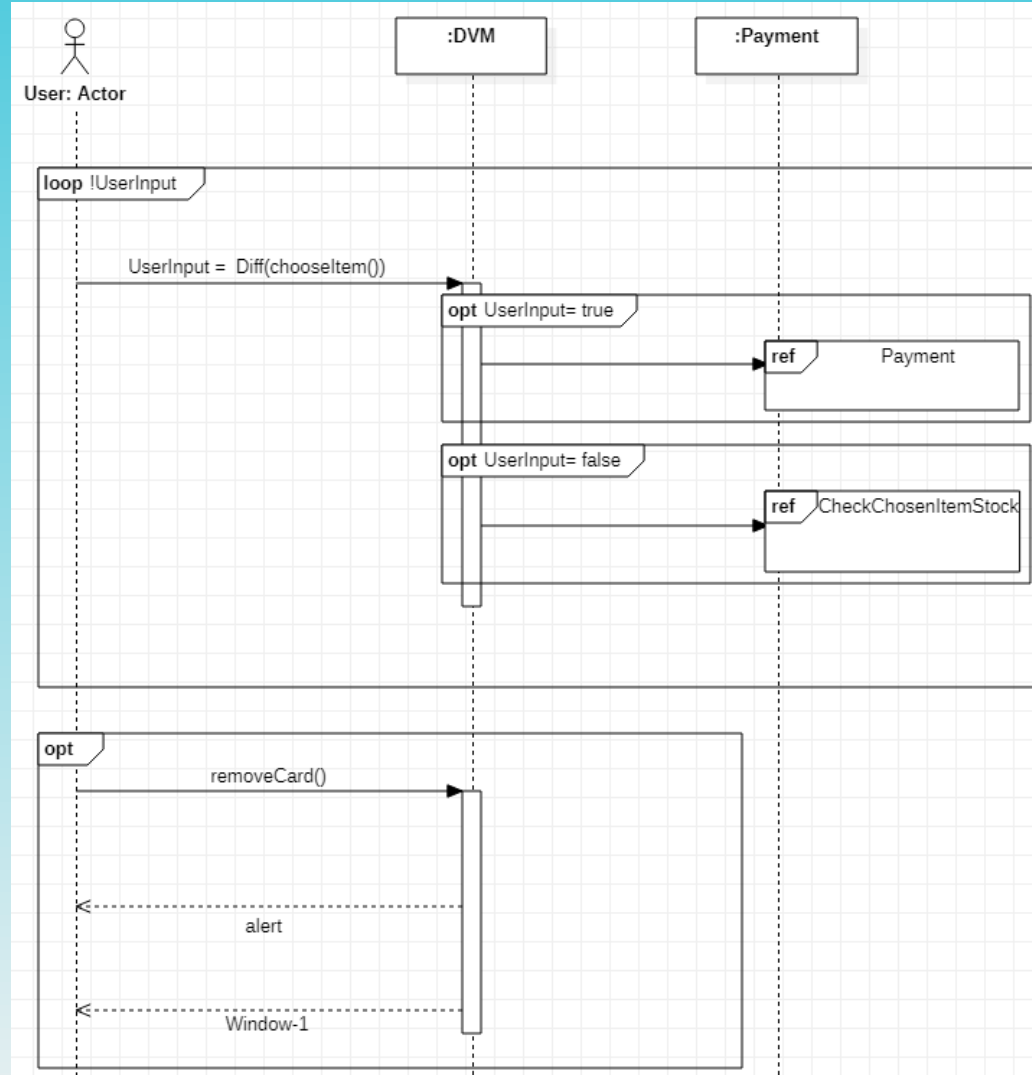 :DVM
:Payment
User: Actor
loop !UserInput
UserInput = Diff(chooseItem())
opt UserInput= true
ref Payment
opt UserInput= false
ref CheckChosenItemStock
opt
removeCard()
alert
Window-1